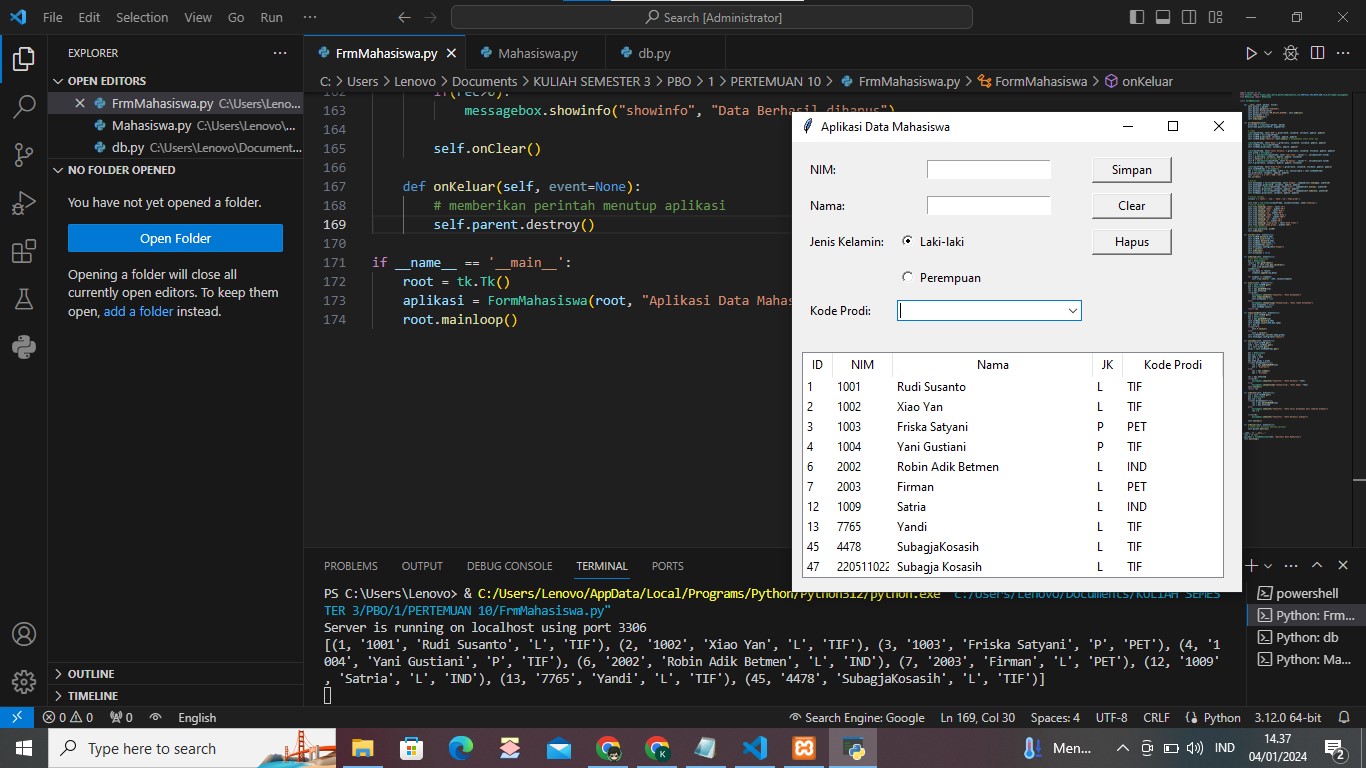 File Edit Selection View Go Run ··· Search [Administrator]
EXPLORER ···
OPEN EDITORS
FrmMahasiswa.py C:\Users\Leno...
Mahasiswa.py C:\Users\Lenovo\...
db.py C:\Users\Lenovo\Document...
NO FOLDER OPENED
You have not yet opened a folder.
Open Folder
Opening a folder will close all
currently open editors. To keep them
open, add a folder instead.
OUTLINE
TIMELINE
FrmMahasiswa.py Mahasiswa.py db.py
C: > Users > Lenovo > Documents > KULIAH SEMESTER 3 > PBO > 1 > PERTEMUAN 10 > FrmMahasiswa.py > FormMahasiswa > onKeluar
163 messagebox.showinfo("showinfo", "Data Berhasil dihapus")
164
165 self.onClear()
166
167 def onKeluar(self, event=None):
168 # memberikan perintah menutup aplikasi
169 self.parent.destroy()
170
171 if __name__ == '__main__':
172 root = tk.Tk()
173 aplikasi = FormMahasiswa(root, "Aplikasi Data Mahas
174 root.mainloop()
Aplikasi Data Mahasiswa
NIM: Simpan
Nama: Clear
Jenis Kelamin: Laki-laki Hapus
Perempuan
Kode Prodi:
ID NIM Nama JK Kode Prodi
1 1001 Rudi Susanto L TIF
2 1002 Xiao Yan L TIF
3 1003 Friska Satyani P PET
4 1004 Yani Gustiani P TIF
6 2002 Robin Adik Betmen L IND
7 2003 Firman L PET
12 1009 Satria L IND
13 7765 Yandi L TIF
45 4478 SubagjaKosasih L TIF
47 220511022 Subagja Kosasih L TIF
PROBLEMS OUTPUT DEBUG CONSOLE TERMINAL PORTS
PS C:\Users\Lenovo> & C:/Users/Lenovo/AppData/Local/Programs/Python/Python312/python.exe "C:/Users/Lenovo/Documents/KULIAH SEMES
TER 3/PBO/1/PERTEMUAN 10/FrmMahasiswa.py"
Server is running on localhost using port 3306
[(1, '1001', 'Rudi Susanto', 'L', 'TIF'), (2, '1002', 'Xiao Yan', 'L', 'TIF'), (3, '1003', 'Friska Satyani', 'P', 'PET'), (4, '1
004', 'Yani Gustiani', 'P', 'TIF'), (6, '2002', 'Robin Adik Betmen', 'L', 'IND'), (7, '2003', 'Firman', 'L', 'PET'), (12, '1009'
, 'Satria', 'L', 'IND'), (13, '7765', 'Yandi', 'L', 'TIF'), (45, '4478', 'SubagjaKosasih', 'L', 'TIF')]
powershell
Python: Frm...
Python: db
Python: Ma...
0 0 0 English Search Engine: Google Ln 169, Col 30 Spaces: 4 UTF-8 CRLF Python 3.12.0 64-bit
Type here to search Men... IND 14.37
04/01/2024 2